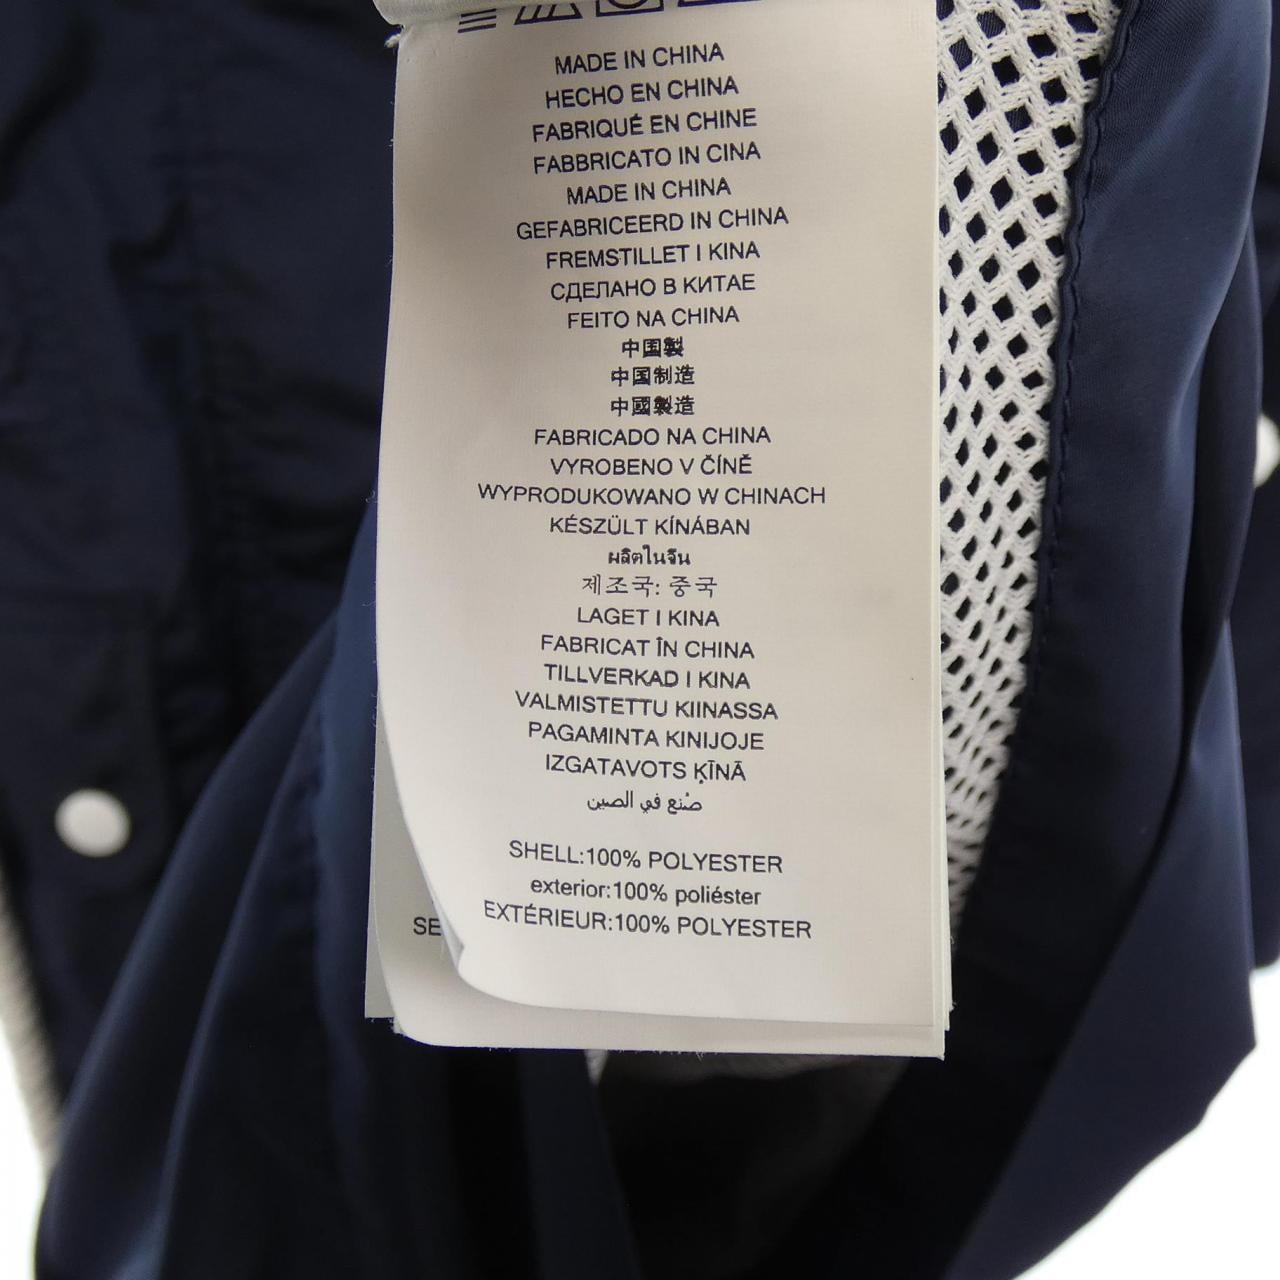 MADE IN CHINA
HECHO EN CHINA
FABRIQUÉ EN CHINE
FABBRICATO IN CINA
MADE IN CHINA
GEFABRICEERD IN CHINA
FREMSTILLET I KINA
СДЕЛАНО В КИТАЕ
FEITO NA CHINA
中国製
中国制造
中國製造
FABRICADO NA CHINA
VYROBENO V ČÍNĚ
WYPRODUKOWANO W CHINACH
KÉSZÜLT KÍNÁBAN
ผลิตในจีน
제조국: 중국
LAGET I KINA
FABRICAT ÎN CHINA
TILLVERKAD I KINA
VALMISTETTU KIINASSA
PAGAMINTA KINIJOJE
IZGATAVOTS ĶĪNĀ
صُنع في الصين
SHELL:100% POLYESTER
exterior:100% poliéster
EXTÉRIEUR:100% POLYESTER